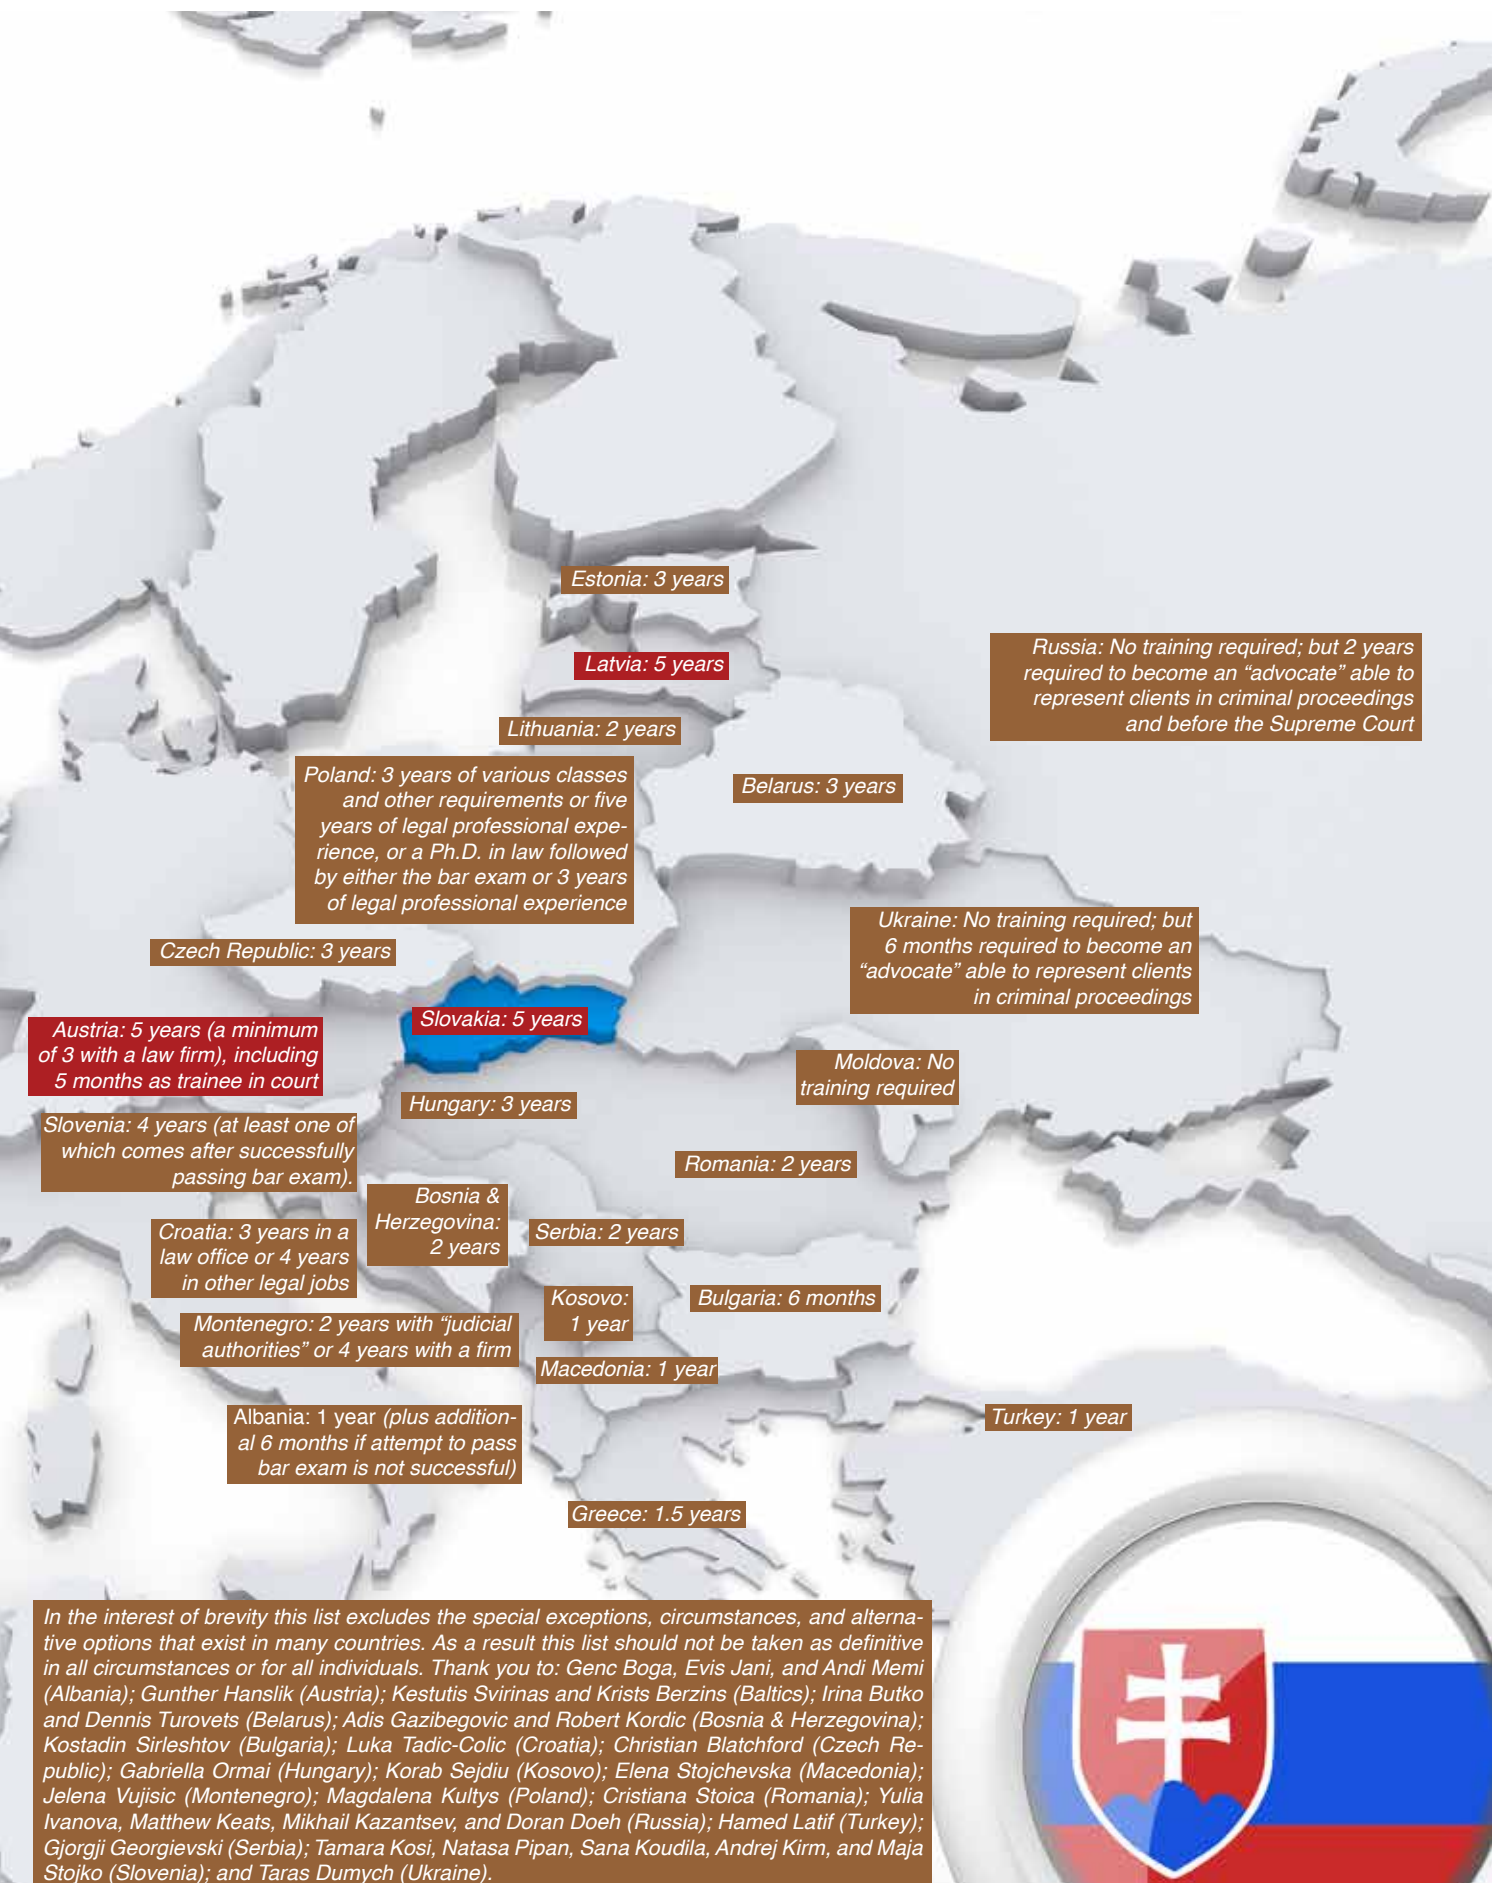 Estonia: 3 years
Latvia: 5 years
Russia: No training required; but 2 years
required to become an “advocate” able to
represent clients in criminal proceedings
and before the Supreme Court
Lithuania: 2 years
Poland: 3 years of various classes
and other requirements or five
years of legal professional expe-
rience, or a Ph.D. in law followed
by either the bar exam or 3 years
of legal professional experience
Belarus: 3 years
Ukraine: No training required; but
6 months required to become an
“advocate” able to represent clients
in criminal proceedings
Czech Republic: 3 years
Slovakia: 5 years
Austria: 5 years (a minimum
of 3 with a law firm), including
5 months as trainee in court
Moldova: No
training required
Hungary: 3 years
Slovenia: 4 years (at least one of
which comes after successfully
passing bar exam).
Romania: 2 years
Bosnia &
Herzegovina:
2 years
Croatia: 3 years in a
law office or 4 years
in other legal jobs
Serbia: 2 years
Kosovo:
1 year
Bulgaria: 6 months
Montenegro: 2 years with “judicial
authorities” or 4 years with a firm
Macedonia: 1 year
Albania: 1 year (plus addition-
al 6 months if attempt to pass
bar exam is not successful)
Turkey: 1 year
Greece: 1.5 years
In the interest of brevity this list excludes the special exceptions, circumstances, and alterna-
tive options that exist in many countries. As a result this list should not be taken as definitive
in all circumstances or for all individuals. Thank you to: Genc Boga, Evis Jani, and Andi Memi
(Albania); Gunther Hanslik (Austria); Kestutis Svirinas and Krists Berzins (Baltics); Irina Butko
and Dennis Turovets (Belarus); Adis Gazibegovic and Robert Kordic (Bosnia & Herzegovina);
Kostadin Sirleshtov (Bulgaria); Luka Tadic-Colic (Croatia); Christian Blatchford (Czech Re-
public); Gabriella Ormai (Hungary); Korab Sejdiu (Kosovo); Elena Stojchevska (Macedonia);
Jelena Vujisic (Montenegro); Magdalena Kultys (Poland); Cristiana Stoica (Romania); Yulia
Ivanova, Matthew Keats, Mikhail Kazantsev, and Doran Doeh (Russia); Hamed Latif (Turkey);
Gjorgji Georgievski (Serbia); Tamara Kosi, Natasa Pipan, Sana Koudila, Andrej Kirm, and Maja
Stojko (Slovenia); and Taras Dumych (Ukraine).